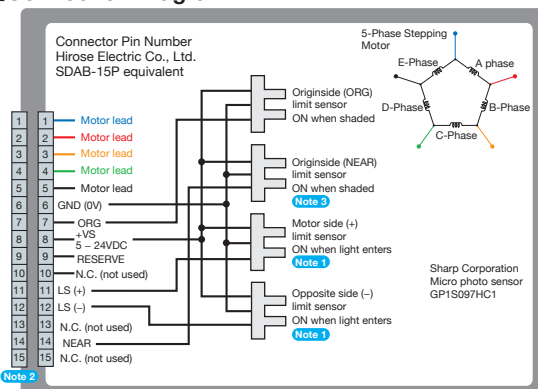 Connector Pin Number
Hirose Electric Co., Ltd.
SDAB-15P equivalent
5-Phase Stepping
Motor
E-Phase
A phase
D-Phase
B-Phase
C-Phase
1 1 Motor lead
2 2 Motor lead
3 3 Motor lead
4 4 Motor lead
5 5 Motor lead
6 6 GND (0V)
7 7 ORG
8 8 +VS
5 – 24VDC
9 9 RESERVE
10 10 N.C. (not used)
11 11 LS (+)
12 12 LS (–)
13 13 N.C. (not used)
14 14 NEAR
15 15 N.C. (not used)
Note 2
Originside (ORG)
limit sensor
ON when shaded
Originside (NEAR)
limit sensor
ON when shaded
Note 3
Motor side (+)
limit sensor
ON when light enters
Note 1
Opposite side (–)
limit sensor
ON when light enters
Note 1
Sharp Corporation
Micro photo sensor
GP1S097HC1